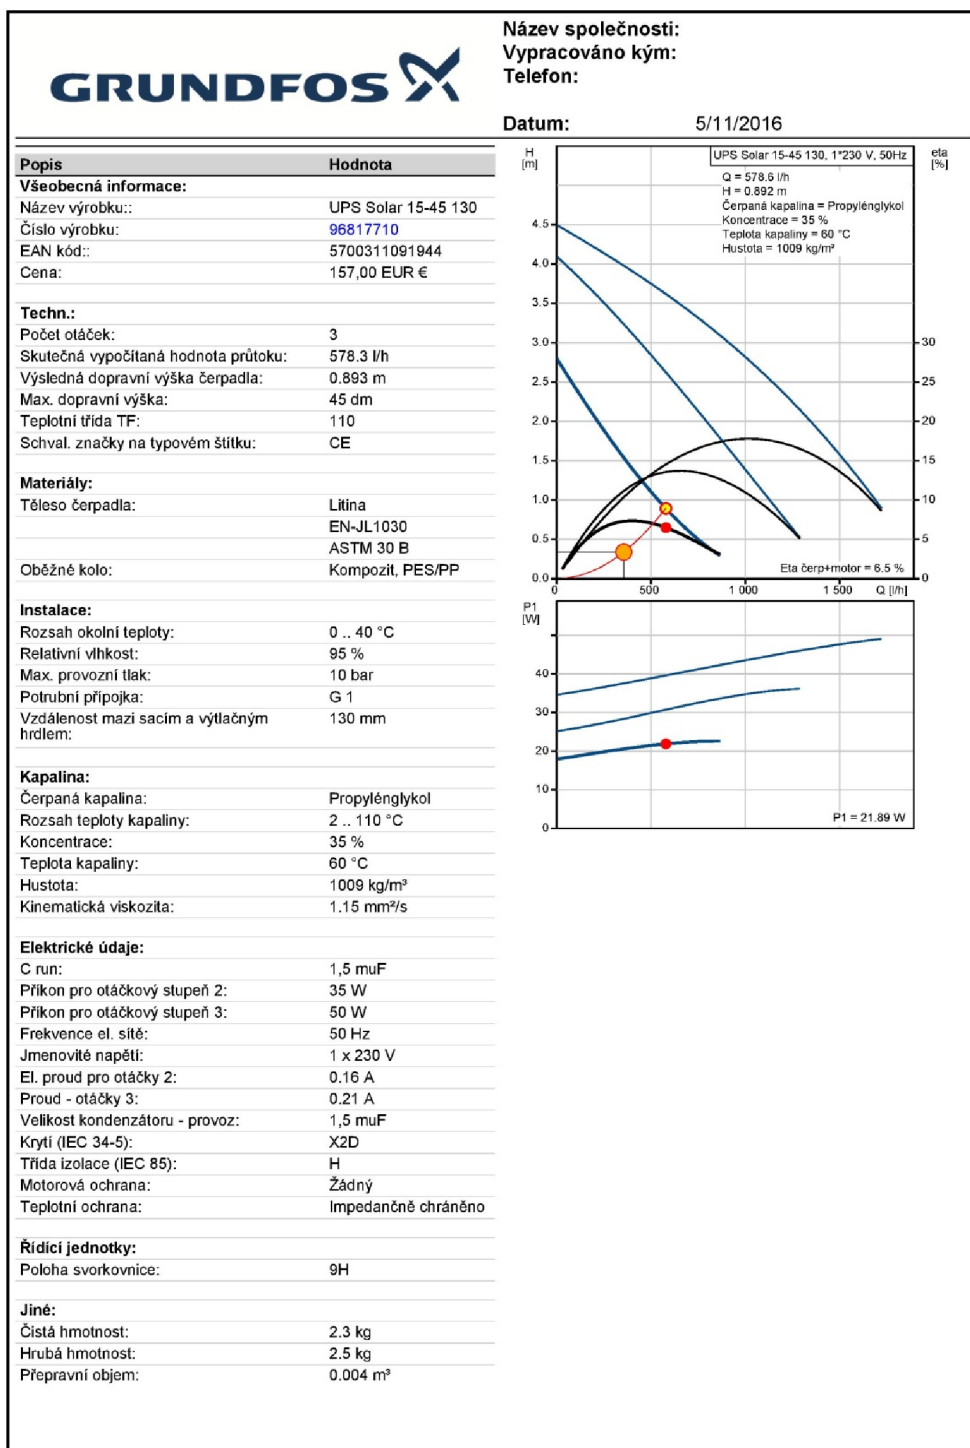 GRUNDFOS
Název společnosti:
Vypracováno kým:
Telefon:
Datum: 5/11/2016
Popis Hodnota
Všeobecná informace:
Název výrobku:: UPS Solar 15-45 130
Číslo výrobku: 96817710
EAN kód:: 5700311091944
Cena: 157,00 EUR €
Techn.:
Počet otáček: 3
Skutečná vypočítaná hodnota průtoku: 578.3 l/h
Výsledná dopravní výška čerpadla: 0.893 m
Max. dopravní výška: 45 dm
Teplotní třída TF: 110
Schval. značky na typovém štítku: CE
Materiály:
Těleso čerpadla: Litina
EN-JL1030
ASTM 30 B
Oběžné kolo: Kompozit, PES/PP
Instalace:
Rozsah okolní teploty: 0 .. 40 °C
Relativní vlhkost: 95 %
Max. provozní tlak: 10 bar
Potrubní přípojka: G 1
Vzdálenost mazi sacím a výtlačným 130 mm
hrdlem:
Kapalina:
Čerpaná kapalina: Propylénglykol
Rozsah teploty kapaliny: 2 .. 110 °C
Koncentrace: 35 %
Teplota kapaliny: 60 °C
Hustota: 1009 kg/m³
Kinematická viskozita: 1.15 mm²/s
Elektrické údaje:
C run: 1,5 muF
Příkon pro otáčkový stupeň 2: 35 W
Příkon pro otáčkový stupeň 3: 50 W
Frekvence el. sítě: 50 Hz
Jmenovité napětí: 1 x 230 V
El. proud pro otáčky 2: 0.16 A
Proud - otáčky 3: 0.21 A
Velikost kondenzátoru - provoz: 1,5 muF
Krytí (IEC 34-5): X2D
Třída izolace (IEC 85): H
Motorová ochrana: Žádný
Teplotní ochrana: Impedančně chráněno
Řídící jednotky:
Poloha svorkovnice: 9H
Jiné:
Čistá hmotnost: 2.3 kg
Hrubá hmotnost: 2.5 kg
Přepravní objem: 0.004 m³
H
[m]
UPS Solar 15-45 130, 1*230 V, 50Hz
eta
[%]
Q = 578.6 l/h
H = 0.892 m
Čerpaná kapalina = Propylénglykol
Koncentrace = 35 %
Teplota kapaliny = 60 °C
Hustota = 1009 kg/m³
4.5
4.0
3.5
3.0 30
2.5 25
2.0 20
1.5 15
1.0 10
0.5 5
Eta čerp+motor = 6.5 %
0.0 0
0 500 1 000 1 500 Q [l/h]
P1
[W]
40
30
20
10
P1 = 21.89 W
0